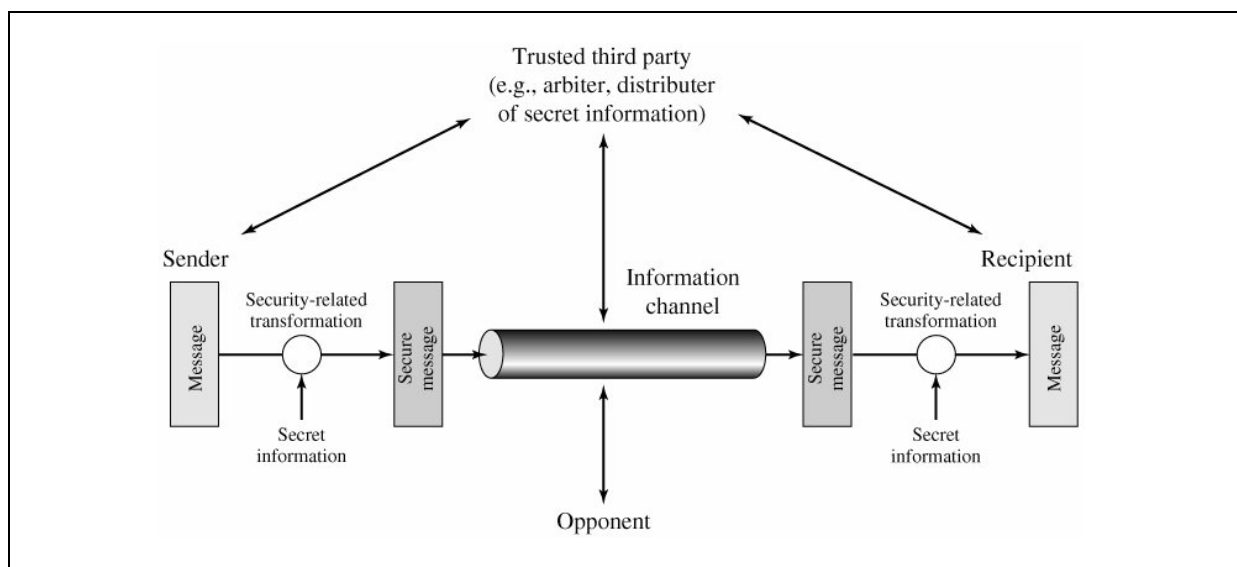 Trusted third party
(e.g., arbiter, distributer
of secret information)
Sender
Recipient
Information
channel
Security-related
transformation
Security-related
transformation
Message
Secure
message
Secure
message
Message
Secret
information
Secret
information
Opponent